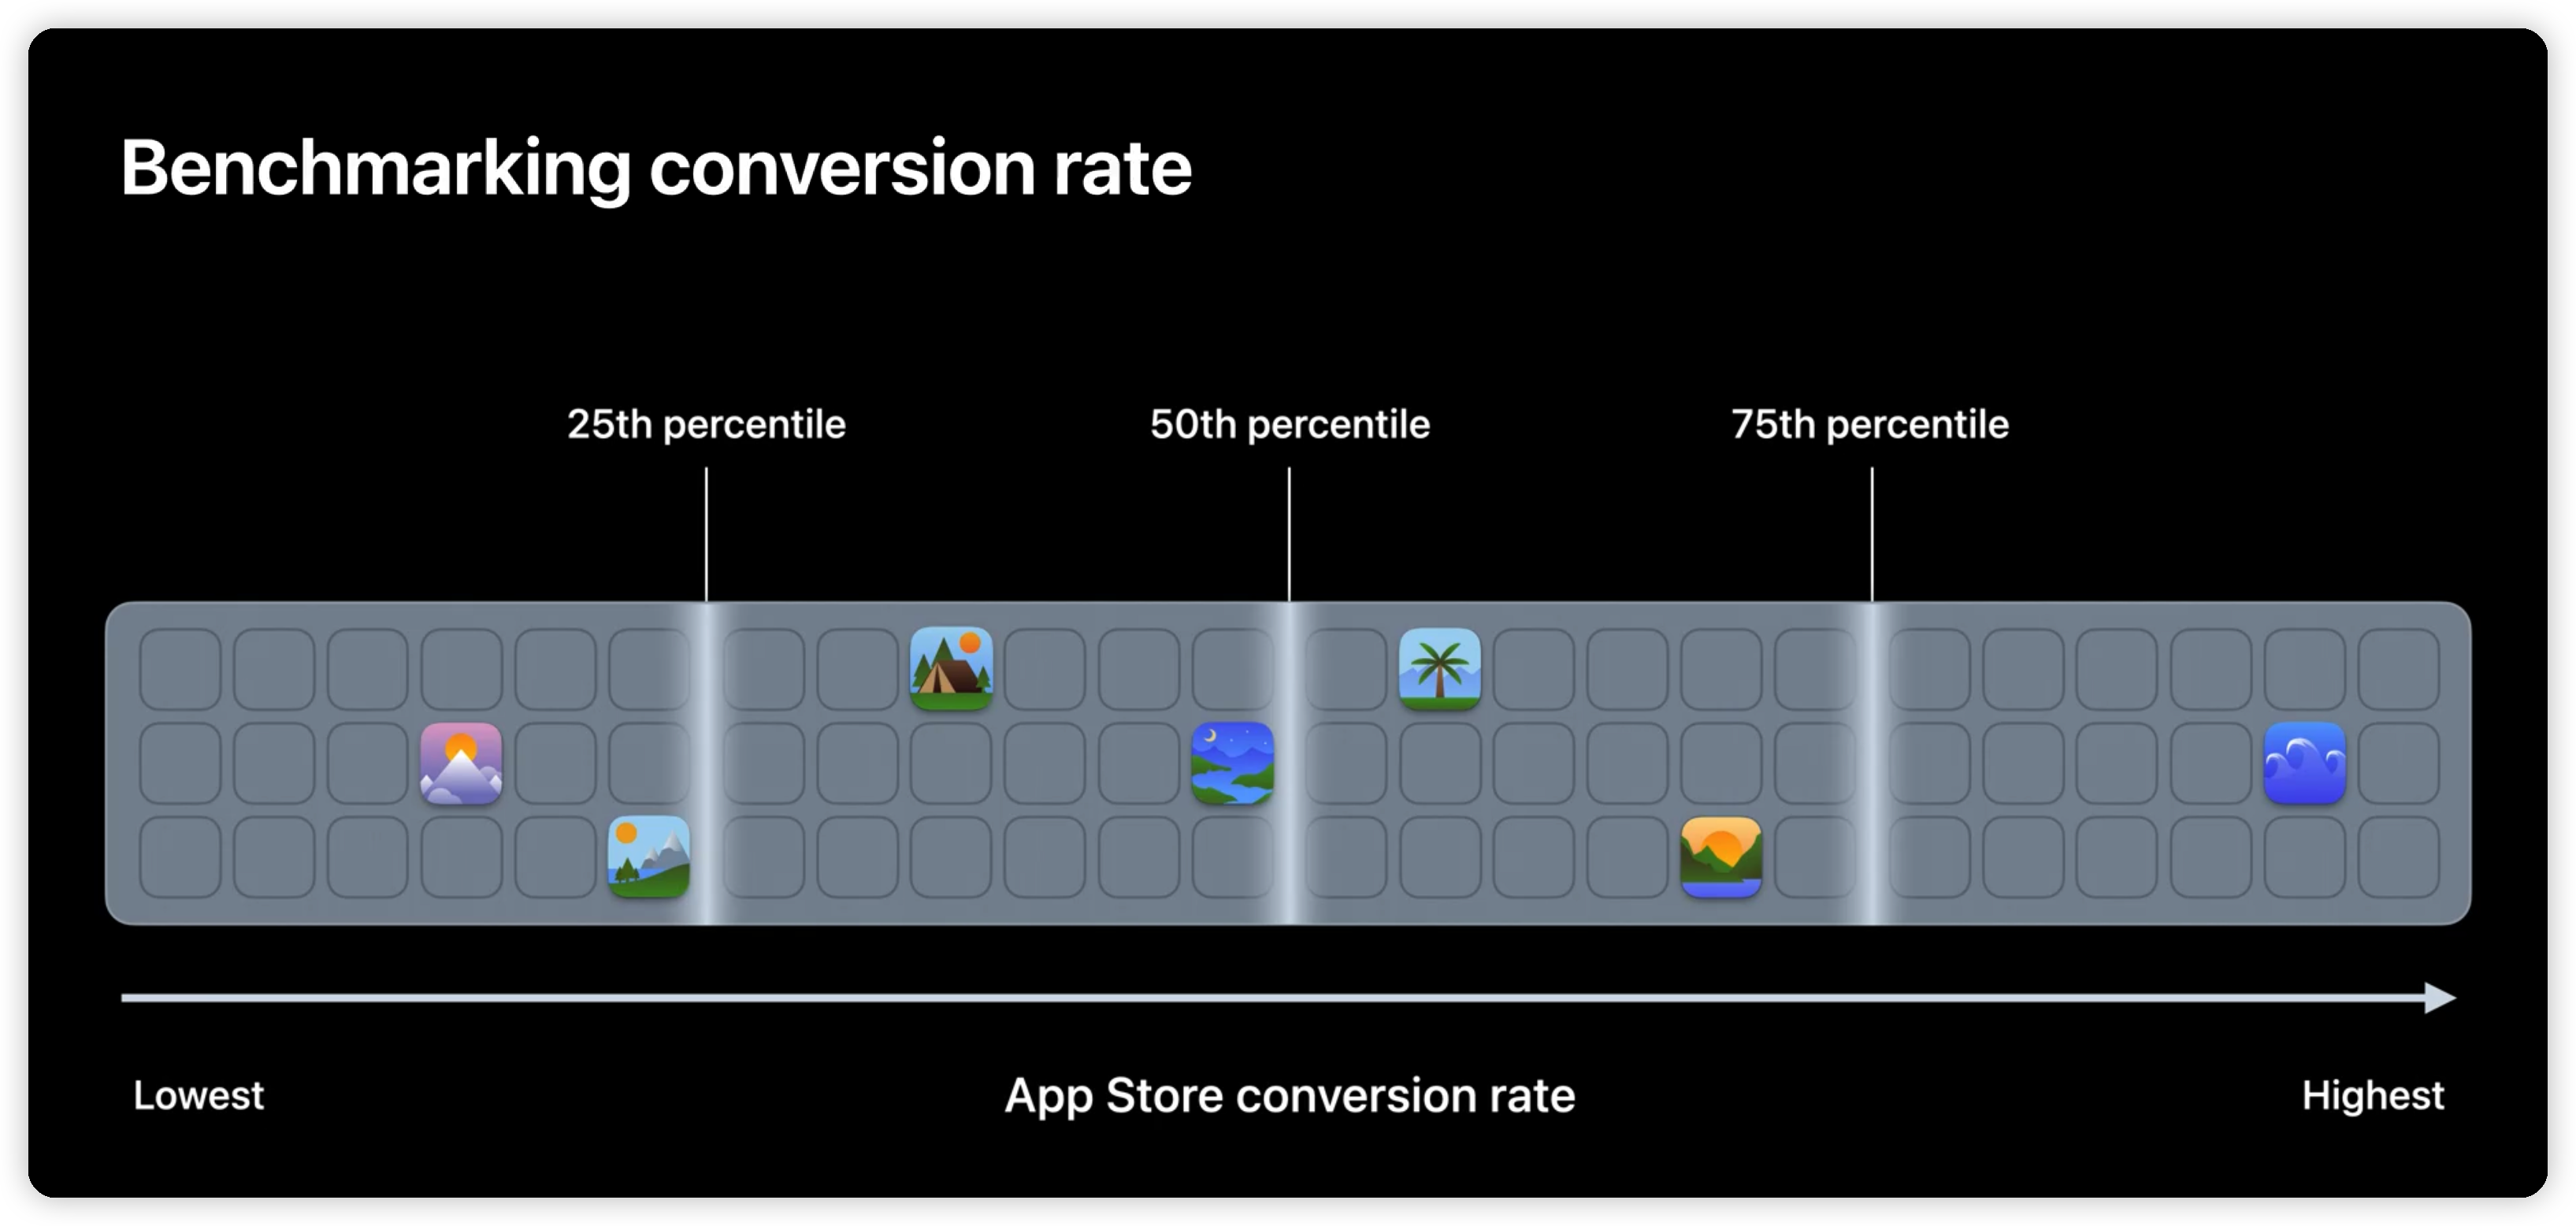 Benchmarking conversion rate
25th percentile
50th percentile
75th percentile
Lowest
App Store conversion rate
Highest